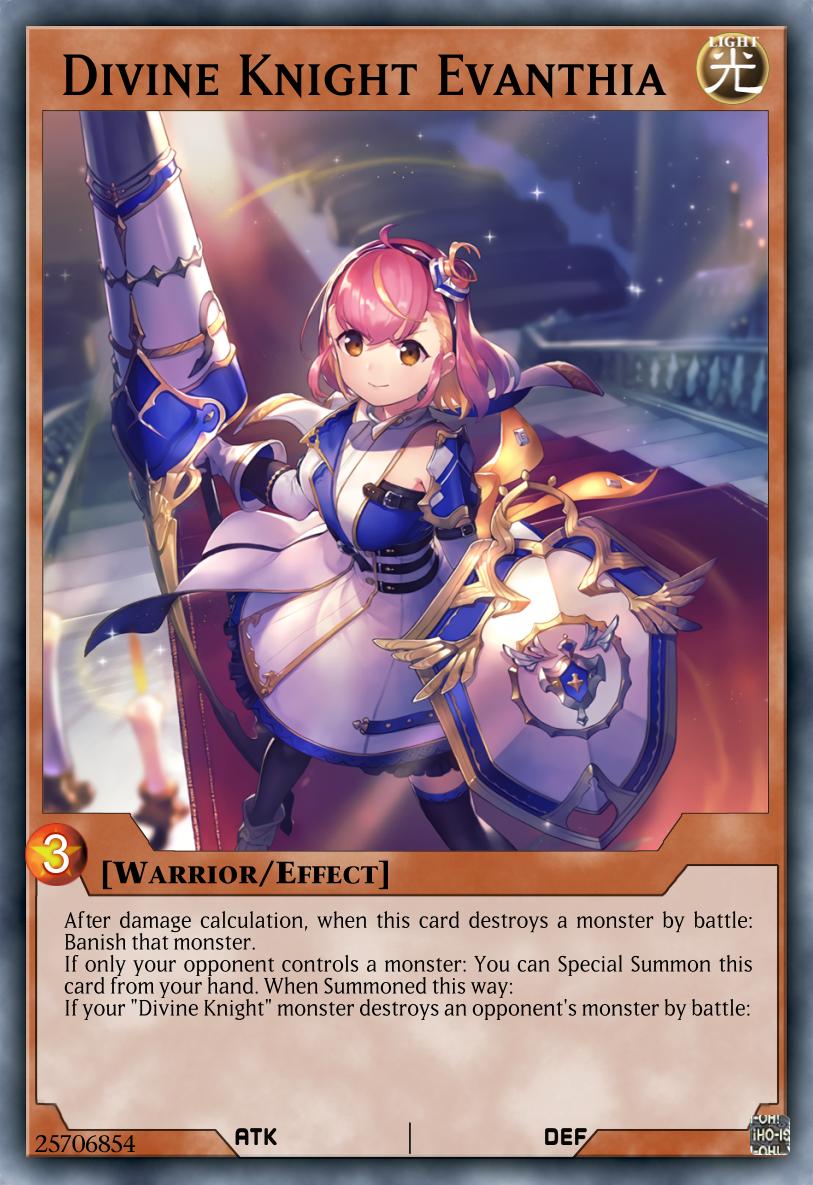 DIVINE KNIGHT EVANTHIA
LIGHT
光
3
[WARRIOR/EFFECT]
After damage calculation, when this card destroys a monster by battle:
Banish that monster.
If only your opponent controls a monster: You can Special Summon this
card from your hand. When Summoned this way:
If your "Divine Knight" monster destroys an opponent's monster by battle:
25706854
ATK
DEF